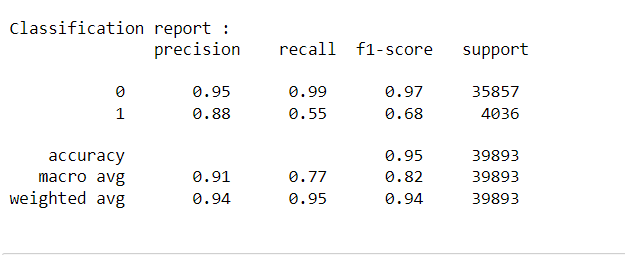 Classification report :
precision recall f1-score support
0 0.95 0.99 0.97 35857
1 0.88 0.55 0.68 4036
accuracy 0.95 39893
macro avg 0.91 0.77 0.82 39893
weighted avg 0.94 0.95 0.94 39893